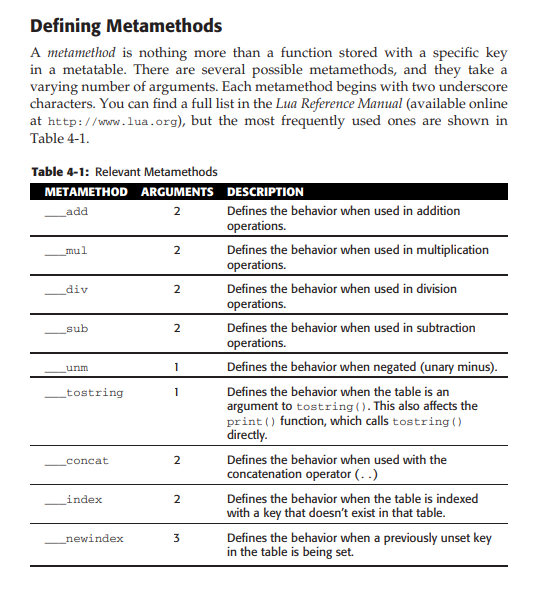 Defining Metamethods
A metamethod is nothing more than a function stored with a specific key
in a metatable. There are several possible metamethods, and they take a
varying number of arguments. Each metamethod begins with two underscore
characters. You can find a full list in the Lua Reference Manual (available online
at http://www.lua.org), but the most frequently used ones are shown in
Table 4-1.
Table 4-1: Relevant Metamethods
METAMETHOD ARGUMENTS DESCRIPTION
___add 2 Defines the behavior when used in addition
operations.
___mul 2 Defines the behavior when used in multiplication
operations.
___div 2 Defines the behavior when used in division
operations.
___sub 2 Defines the behavior when used in subtraction
operations.
___unm 1 Defines the behavior when negated (unary minus).
___tostring 1 Defines the behavior when the table is an
argument to tostring(). This also affects the
print() function, which calls tostring()
directly.
___concat 2 Defines the behavior when used with the
concatenation operator (..)
___index 2 Defines the behavior when the table is indexed
with a key that doesn't exist in that table.
___newindex 3 Defines the behavior when a previously unset key
in the table is being set.